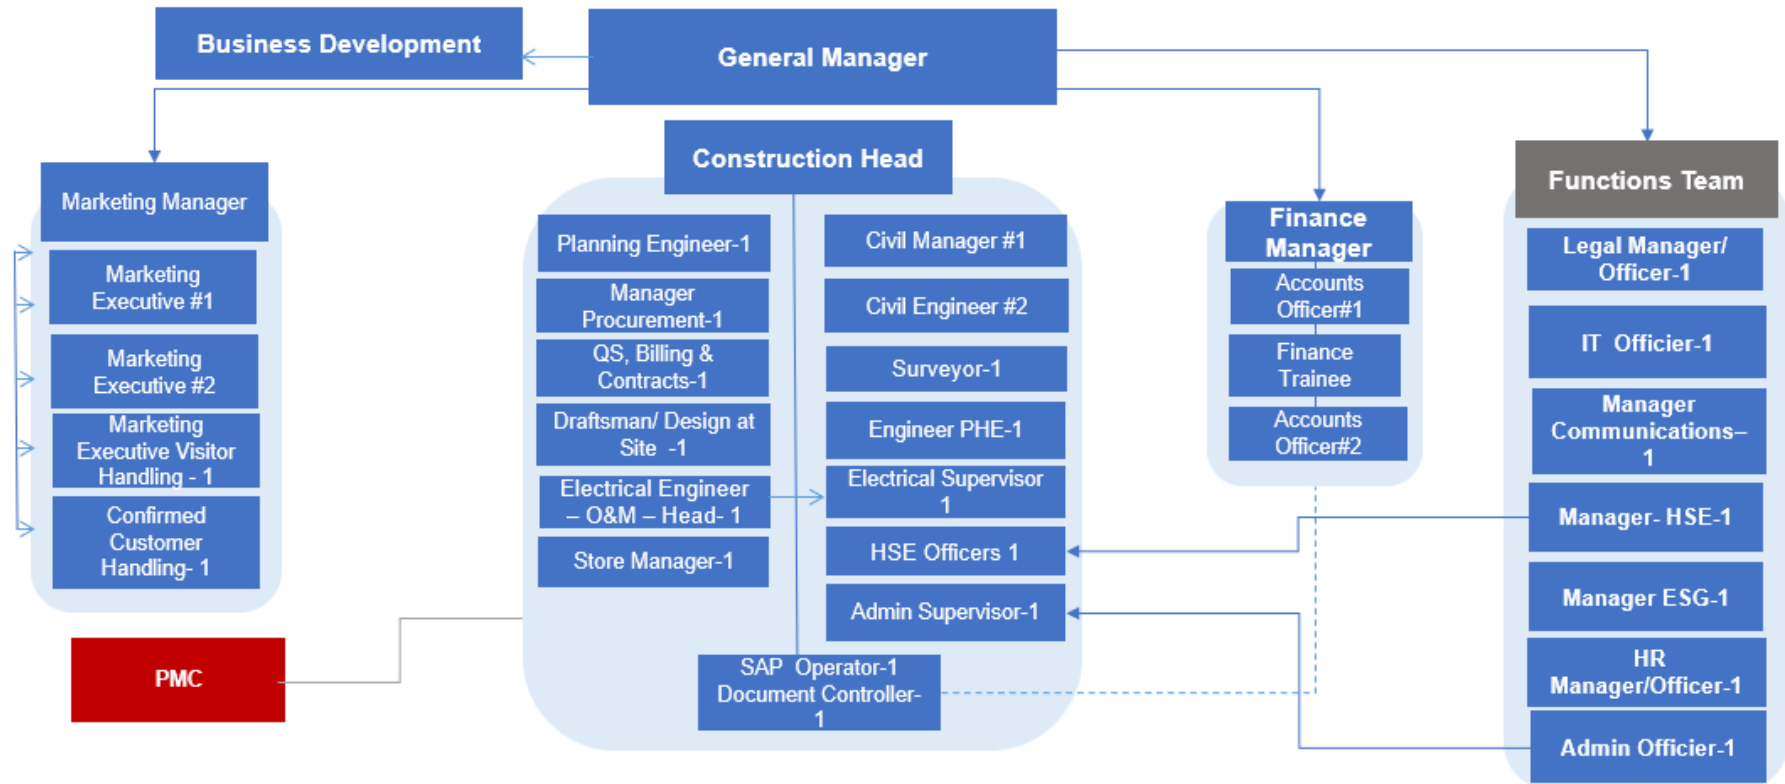 Business Development
General Manager
Construction Head
Marketing Manager
Marketing
Executive #1
Marketing
Executive #2
Marketing
Executive Visitor
Handling - 1
Confirmed
Customer
Handling- 1
PMC
Planning Engineer-1
Manager
Procurement-1
QS, Billing &
Contracts-1
Draftsman/ Design at
Site -1
Electrical Engineer
– O&M – Head- 1
Store Manager-1
Civil Manager #1
Civil Engineer #2
Surveyor-1
Engineer PHE-1
Electrical Supervisor
1
HSE Officers 1
Admin Supervisor-1
SAP Operator-1
Document Controller-
1
Finance
Manager
Accounts
Officer#1
Finance
Trainee
Accounts
Officer#2
Functions Team
Legal Manager/
Officer-1
IT Officier-1
Manager
Communications–
1
Manager- HSE-1
Manager ESG-1
HR
Manager/Officer-1
Admin Officier-1